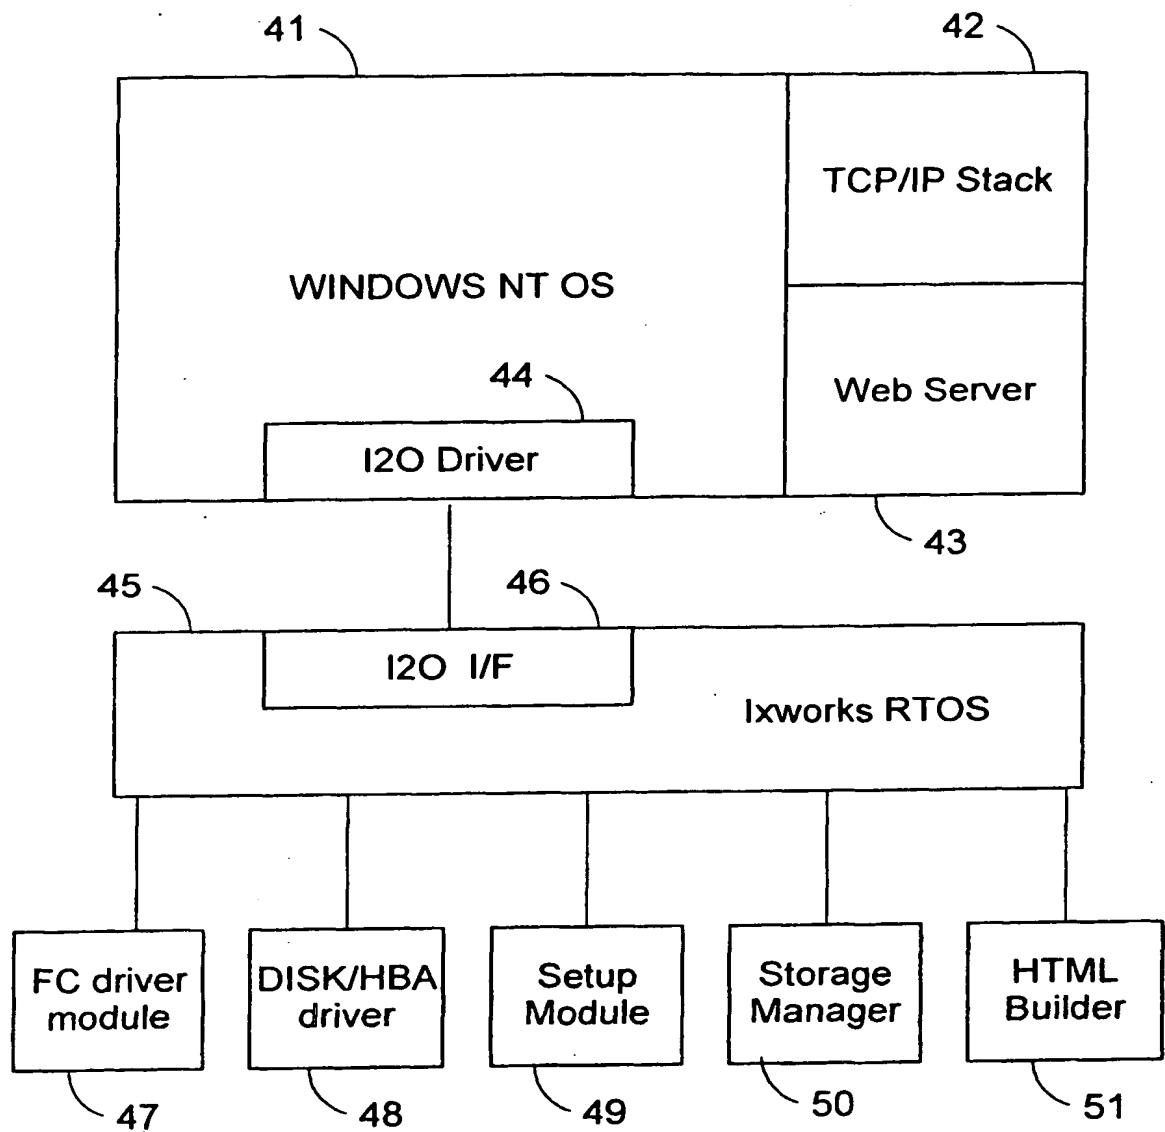 41
42
TCP/IP Stack
WINDOWS NT OS
44
Web Server
I2O Driver
43
45
46
I2O I/F
Ixworks RTOS
FC driver
module
DISK/HBA
driver
Setup
Module
Storage
Manager
HTML
Builder
47
48
49
50
51